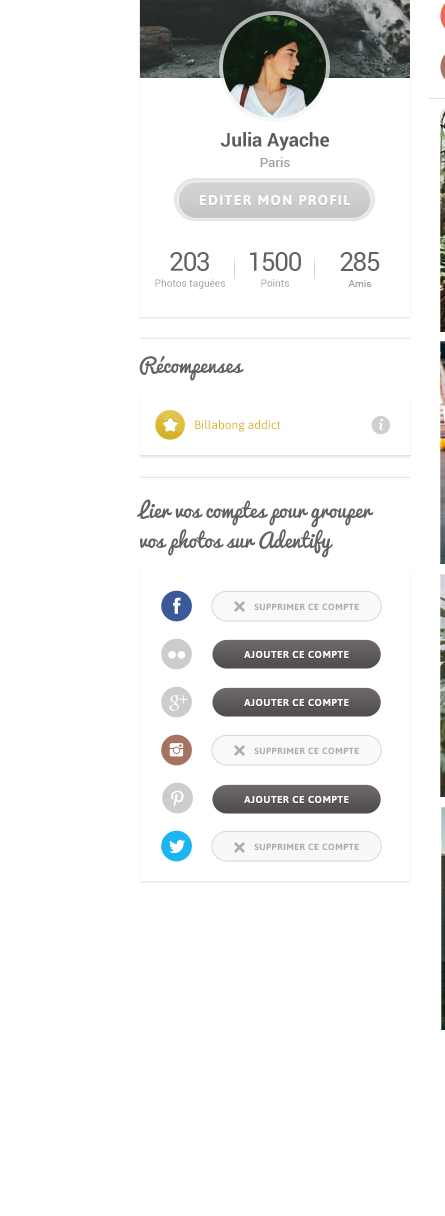 Julia Ayache
Paris
EDITER MON PROFIL
203 1500 285
Photos taguées Points Amis
Récompenses
Billabong addict i
Lier vos comptes pour grouper
vos photos sur Adentify
f SUPPRIMER CE COMPTE
AJOUTER CE COMPTE
g+ AJOUTER CE COMPTE
SUPPRIMER CE COMPTE
AJOUTER CE COMPTE
SUPPRIMER CE COMPTE